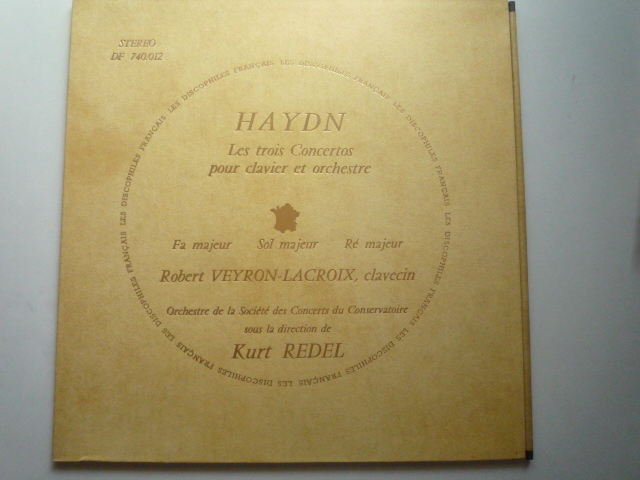 STEREO
DF 740.012
LES DISCOPHILES FRANÇAIS LES DISCOPHILES FRANÇAIS LES DISCOPHILES FRANÇAIS LES DISCOPHILES FRANÇAIS LES DISCOPHILES FRANÇAIS LES DISCOPHILES FRANÇAIS
HAYDN
Les trois Concertos
pour clavier et orchestre
Fa majeur Sol majeur Ré majeur
Robert VEYRON-LACROIX, clavecin
Orchestre de la Société des Concerts du Conservatoire
sous la direction de
Kurt REDEL